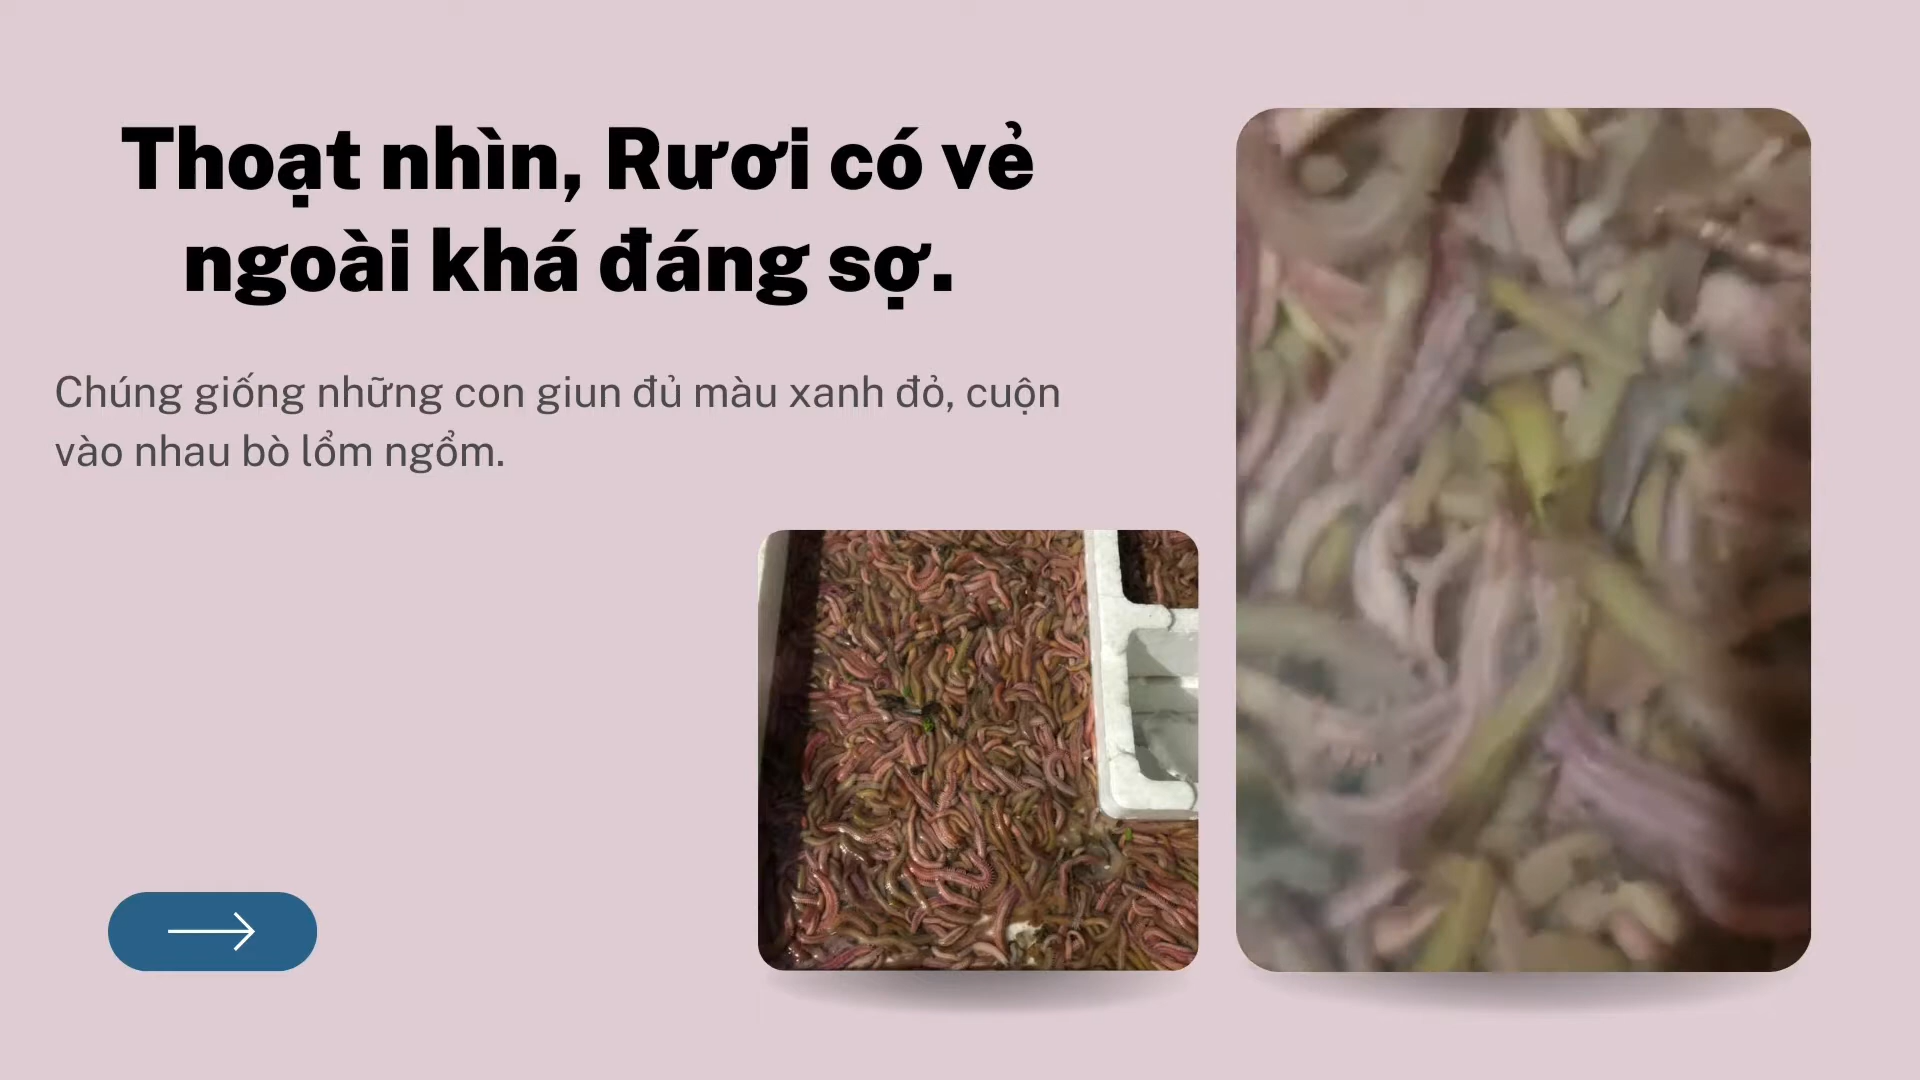 Thoạt nhìn, Rươi có vẻ
ngoài khá đáng sợ.
Chúng giống những con giun đủ màu xanh đỏ, cuộn
vào nhau bò lổm ngổm.